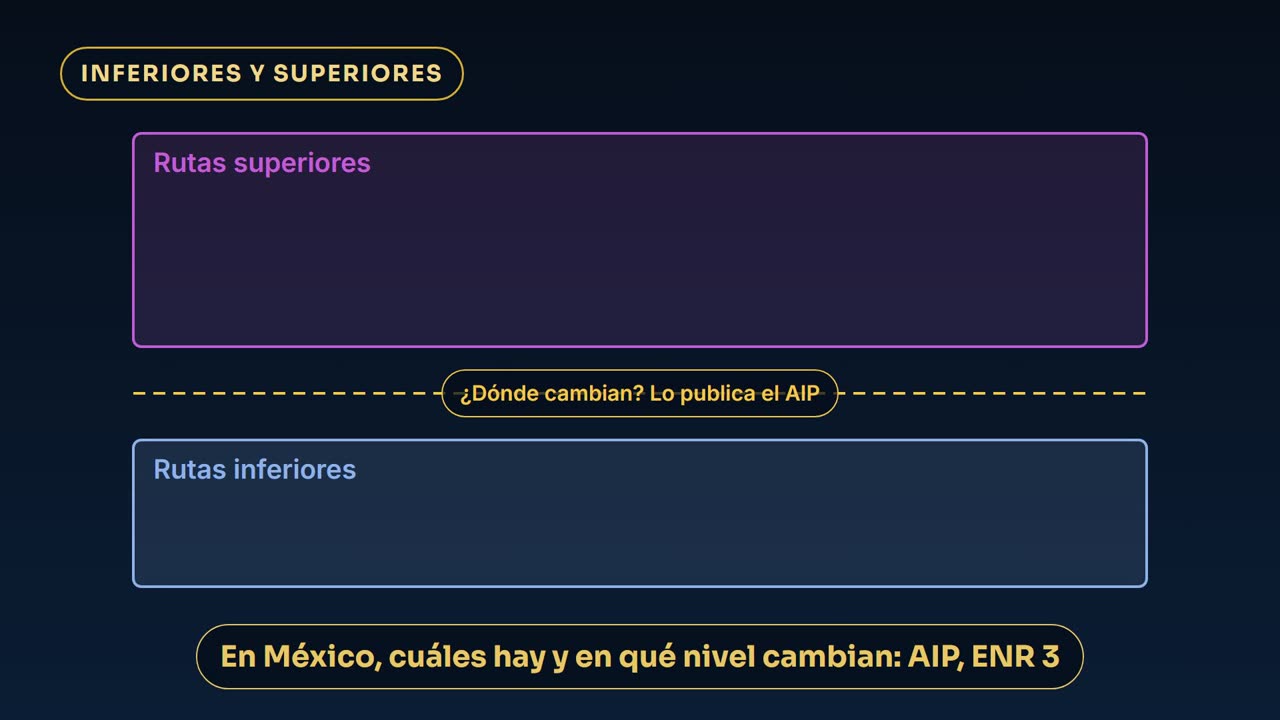 INFERIORES Y SUPERIORES
Rutas superiores
¿Dónde cambian? Lo publica el AIP
Rutas inferiores
En México, cuáles hay y en qué nivel cambian: AIP, ENR 3